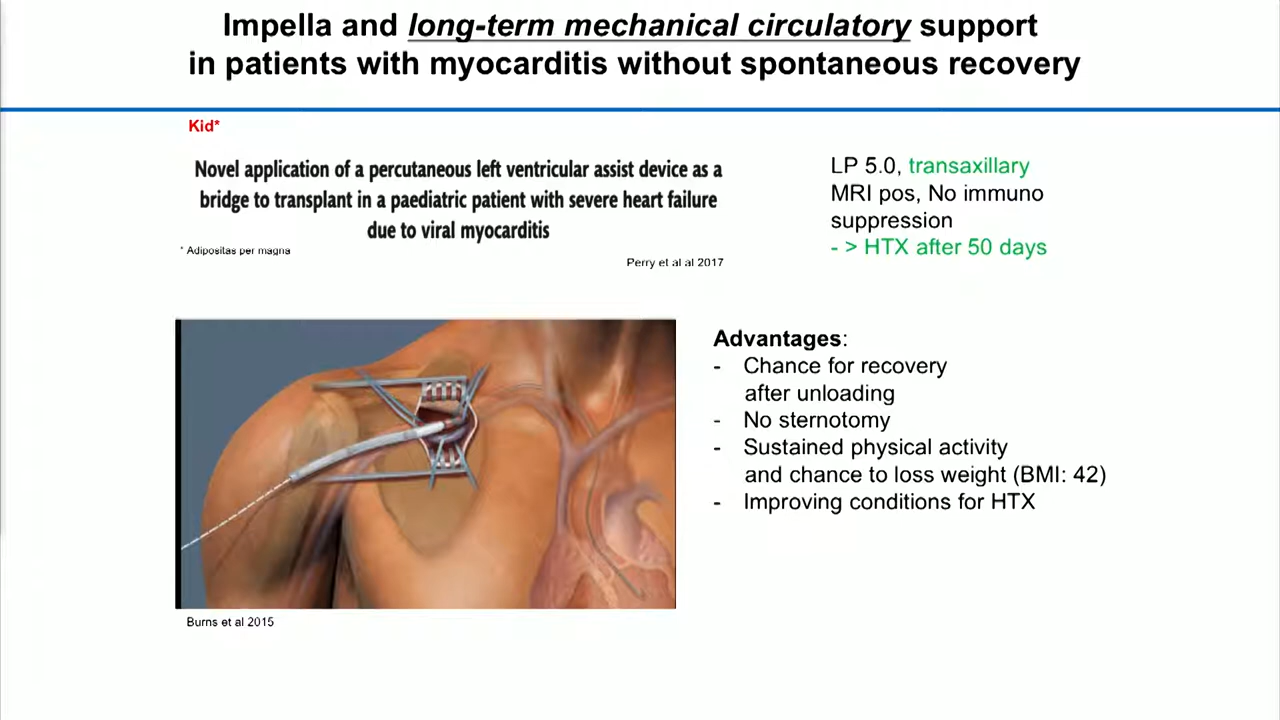 Impella and long-term mechanical circulatory support
in patients with myocarditis without spontaneous recovery
Kid*
Novel application of a percutaneous left ventricular assist device as a
bridge to transplant in a paediatric patient with severe heart failure
due to viral myocarditis
* Adipositas per magna
Perry et al al 2017
LP 5.0, transaxillary
MRI pos, No immuno
suppression
- > HTX after 50 days
Advantages:
- Chance for recovery
after unloading
- No sternotomy
- Sustained physical activity
and chance to loss weight (BMI: 42)
- Improving conditions for HTX
Burns et al 2015